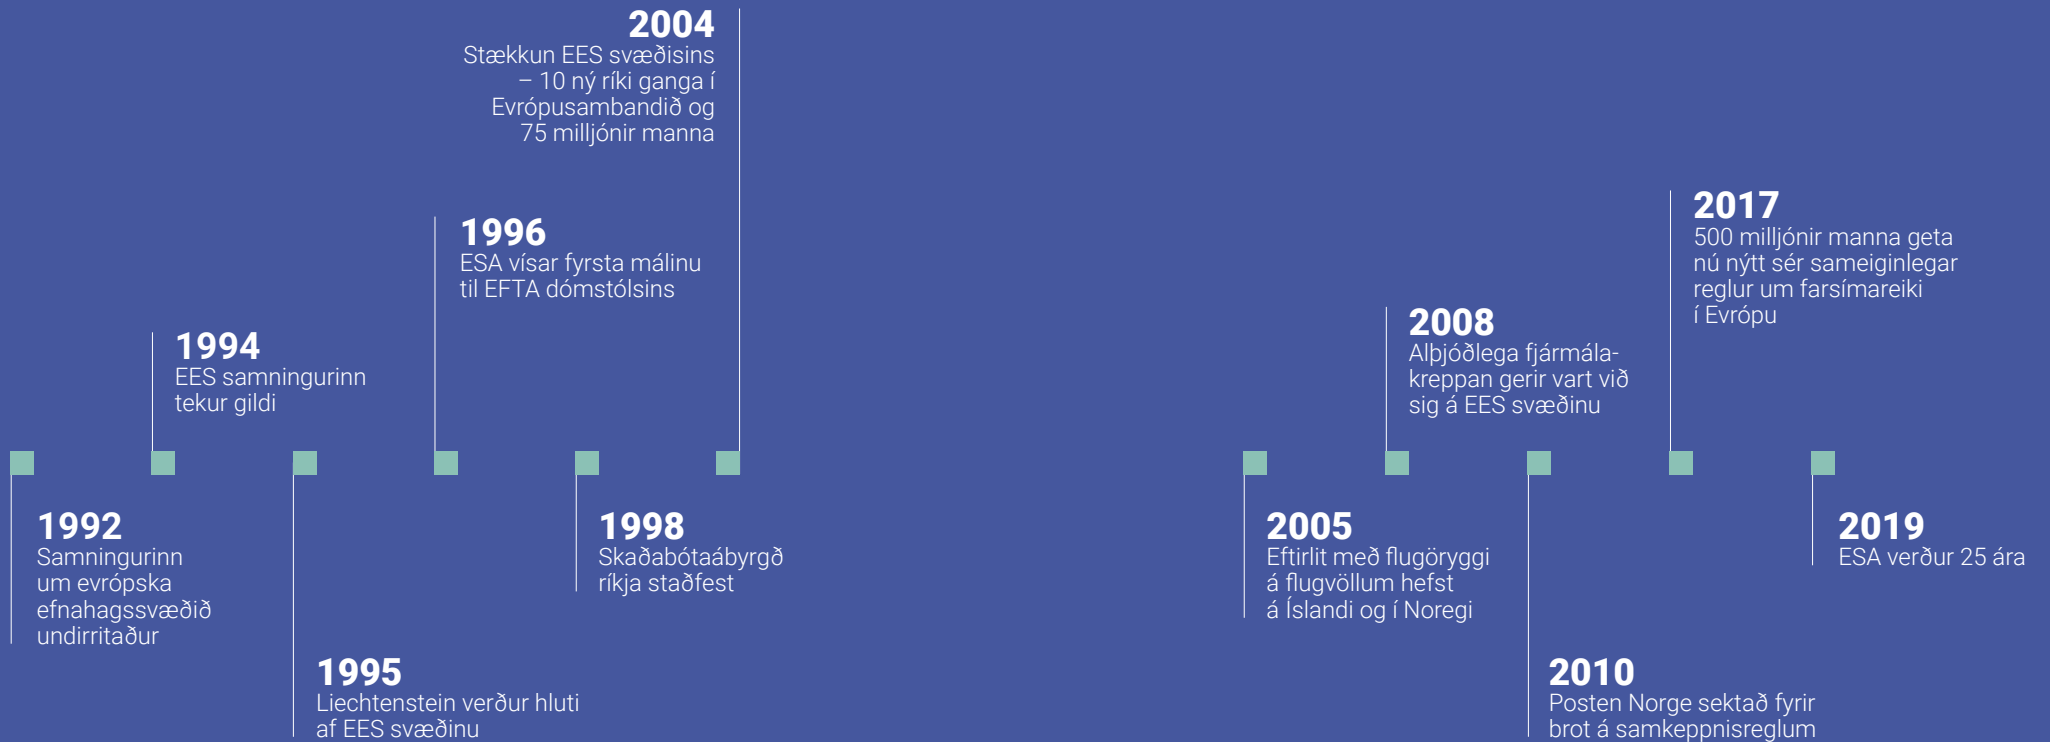 1992
Samningurinn
um evrópska
efnahagssvæðið
undirritaður
1994
EES samningurinn
tekur gildi
1995
Liechtenstein verður hluti
af EES svæðinu
1996
ESA vísar fyrsta málinu
til EFTA dómstólsins
1998
Skaðabótaábyrgð
ríkja staðfest
2004
Stækkun EES svæðisins
– 10 ný ríki ganga í
Evrópusambandið og
75 milljónir manna
2005
Eftirlit með flugöryggi
á flugvöllum hefst
á Íslandi og í Noregi
2008
Alþjóðlega fjármála-
kreppan gerir vart við
sig á EES svæðinu
2010
Posten Norge sektað fyrir
brot á samkeppnisreglum
2017
500 milljónir manna geta
nú nýtt sér sameiginlegar
reglur um farsímareiki
í Evrópu
2019
ESA verður 25 ára